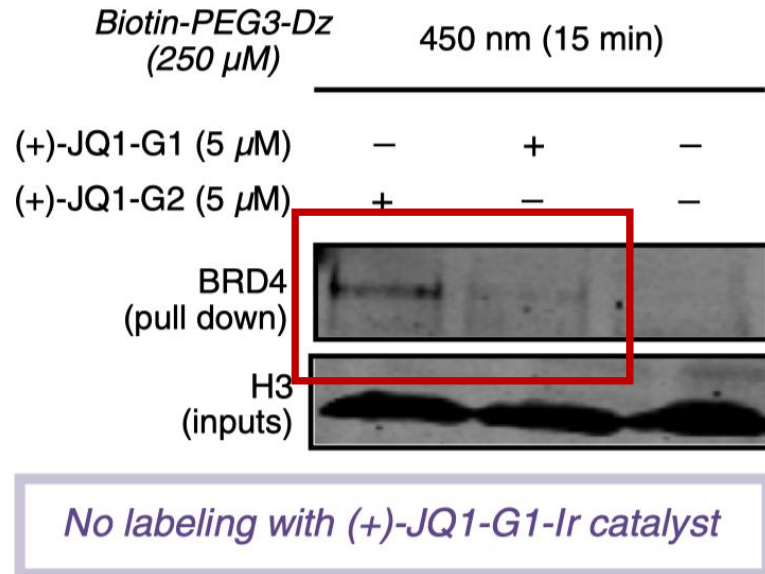 Biotin-PEG3-Dz
(250 µM)
450 nm (15 min)
(+)-JQ1-G1 (5 µM) − + −
(+)-JQ1-G2 (5 µM) + − −
BRD4
(pull down)
H3
(inputs)
No labeling with (+)-JQ1-G1-Ir catalyst